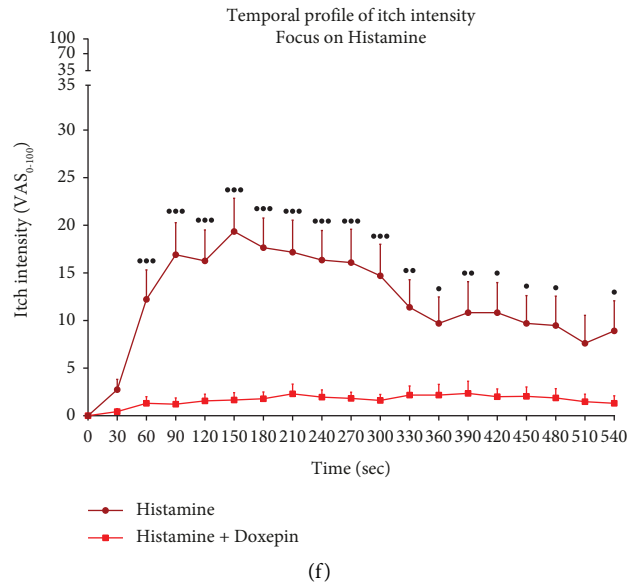 Temporal profile of itch intensity
Focus on Histamine
100
70
35
35
30
25
20
15
10
5
0
Itch intensity (VAS0-100)
0 30 60 90 120 150 180 210 240 270 300 330 360 390 420 450 480 510 540
Time (sec)
Histamine
Histamine + Doxepin
(f)